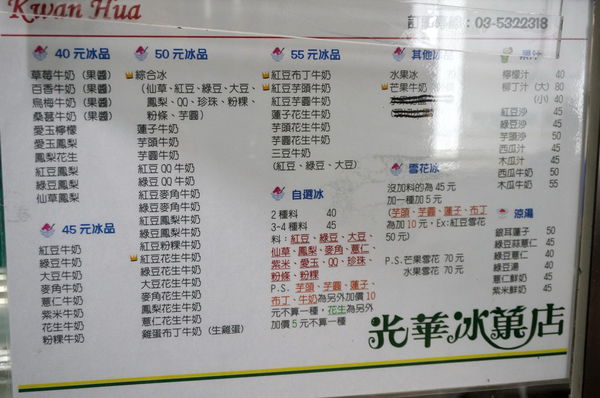 Kwan Hua
訂購專線：03-5322318
40元冰品
草莓牛奶（果醬）
百香牛奶（果醬）
烏梅牛奶（果醬）
桑葚牛奶（果醬）
愛玉檸檬
愛玉鳳梨
鳳梨花生
紅豆鳳梨
綠豆鳳梨
仙草鳳梨
45元冰品
紅豆牛奶
綠豆牛奶
大豆牛奶
麥角牛奶
薏仁牛奶
紫米牛奶
花生牛奶
粉粿牛奶
50元冰品
綜合冰
（仙草、紅豆、綠豆、大豆、
鳳梨、QQ、珍珠、粉粿、
粉條、芋圓）
蓮子牛奶
芋頭牛奶
芋圓牛奶
紅豆QQ牛奶
綠豆QQ牛奶
紅豆麥角牛奶
綠豆麥角牛奶
紅豆鳳梨牛奶
綠豆鳳梨牛奶
紅豆粉粿牛奶
紅豆花生牛奶
綠豆花生牛奶
大豆花生牛奶
麥角花生牛奶
鳳梨花生牛奶
薏仁花生牛奶
雞蛋布丁牛奶（生雞蛋）
55元冰品
紅豆布丁牛奶
紅豆芋頭牛奶
紅豆芋圓牛奶
蓮子花生牛奶
芋頭花生牛奶
芋圓花生牛奶
三豆牛奶
（紅豆、綠豆、大豆）
自選冰
2種料 40
3~4種料 45
料：紅豆、綠豆、大豆、
仙草、鳳梨、麥角、薏仁、
紫米、愛玉、QQ、珍珠、
粉條、粉粿
P.S. 芋頭、芋圓、蓮子、
布丁、牛奶為另外加價10
元不算一種，花生為另外
加價5元不算一種
其他冰品
水果冰 70
芒果牛奶
雪花冰
沒加料的為45元
加一種加5元
（芋頭、芋圓、蓮子、布丁
為加10元，Ex:紅豆雪花
50元）
P.S. 芒果雪花 70元
水果雪花 70元
果汁
檸檬汁 40
柳丁汁（大）80
（小）40
紅豆沙 45
綠豆沙 45
芋頭沙 50
西瓜汁 45
木瓜汁 45
西瓜牛奶 50
木瓜牛奶 55
涼湯
銀耳蓮子 50
綠豆蒜薏仁 45
綠豆薏仁 40
綠豆湯 40
薏仁鮮奶 45
紫米鮮奶 45
光華冰菓店